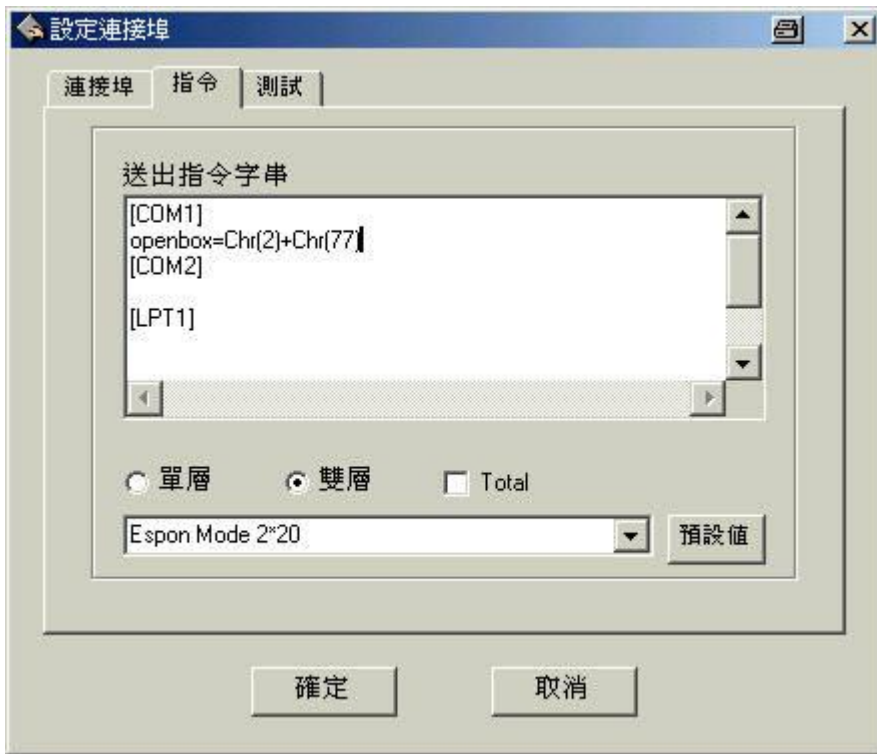 設定連接埠
連接埠 指令 測試
送出指令字串
[COM1]
openbox=Chr(2)+Chr(77)
[COM2]
[LPT1]
單層 雙層 Total
Espon Mode 2*20 預設值
確定 取消